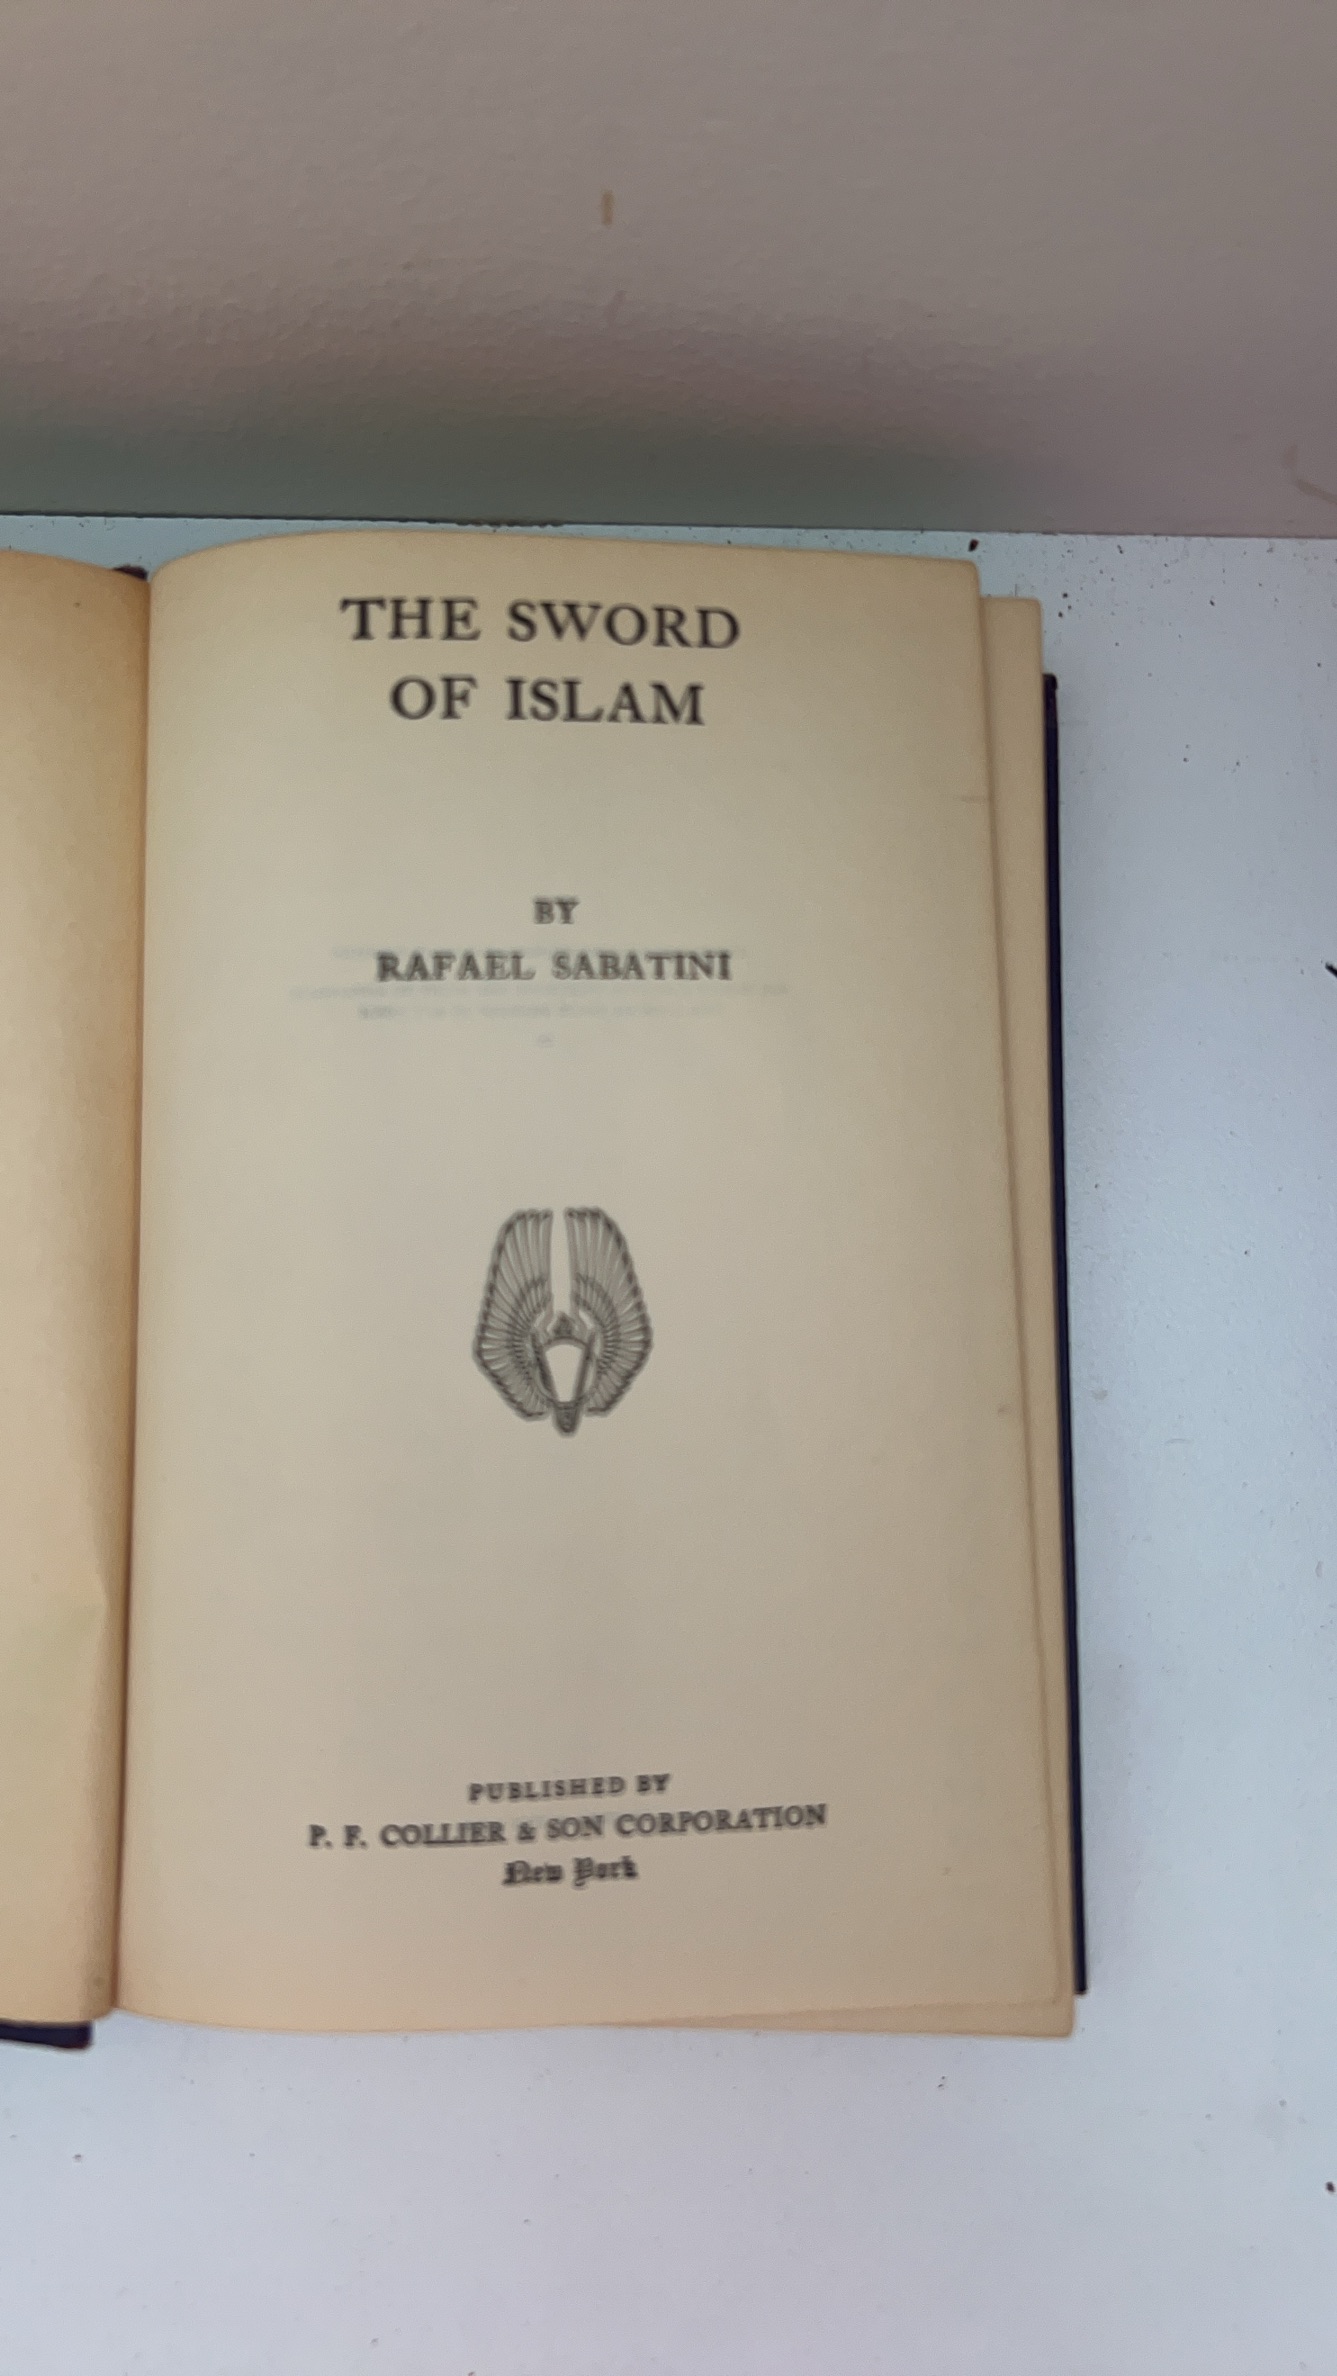 THE SWORD
OF ISLAM
BY
RAFAEL SABATINI
PUBLISHED BY
P. F. COLLIER & SON CORPORATION
New York